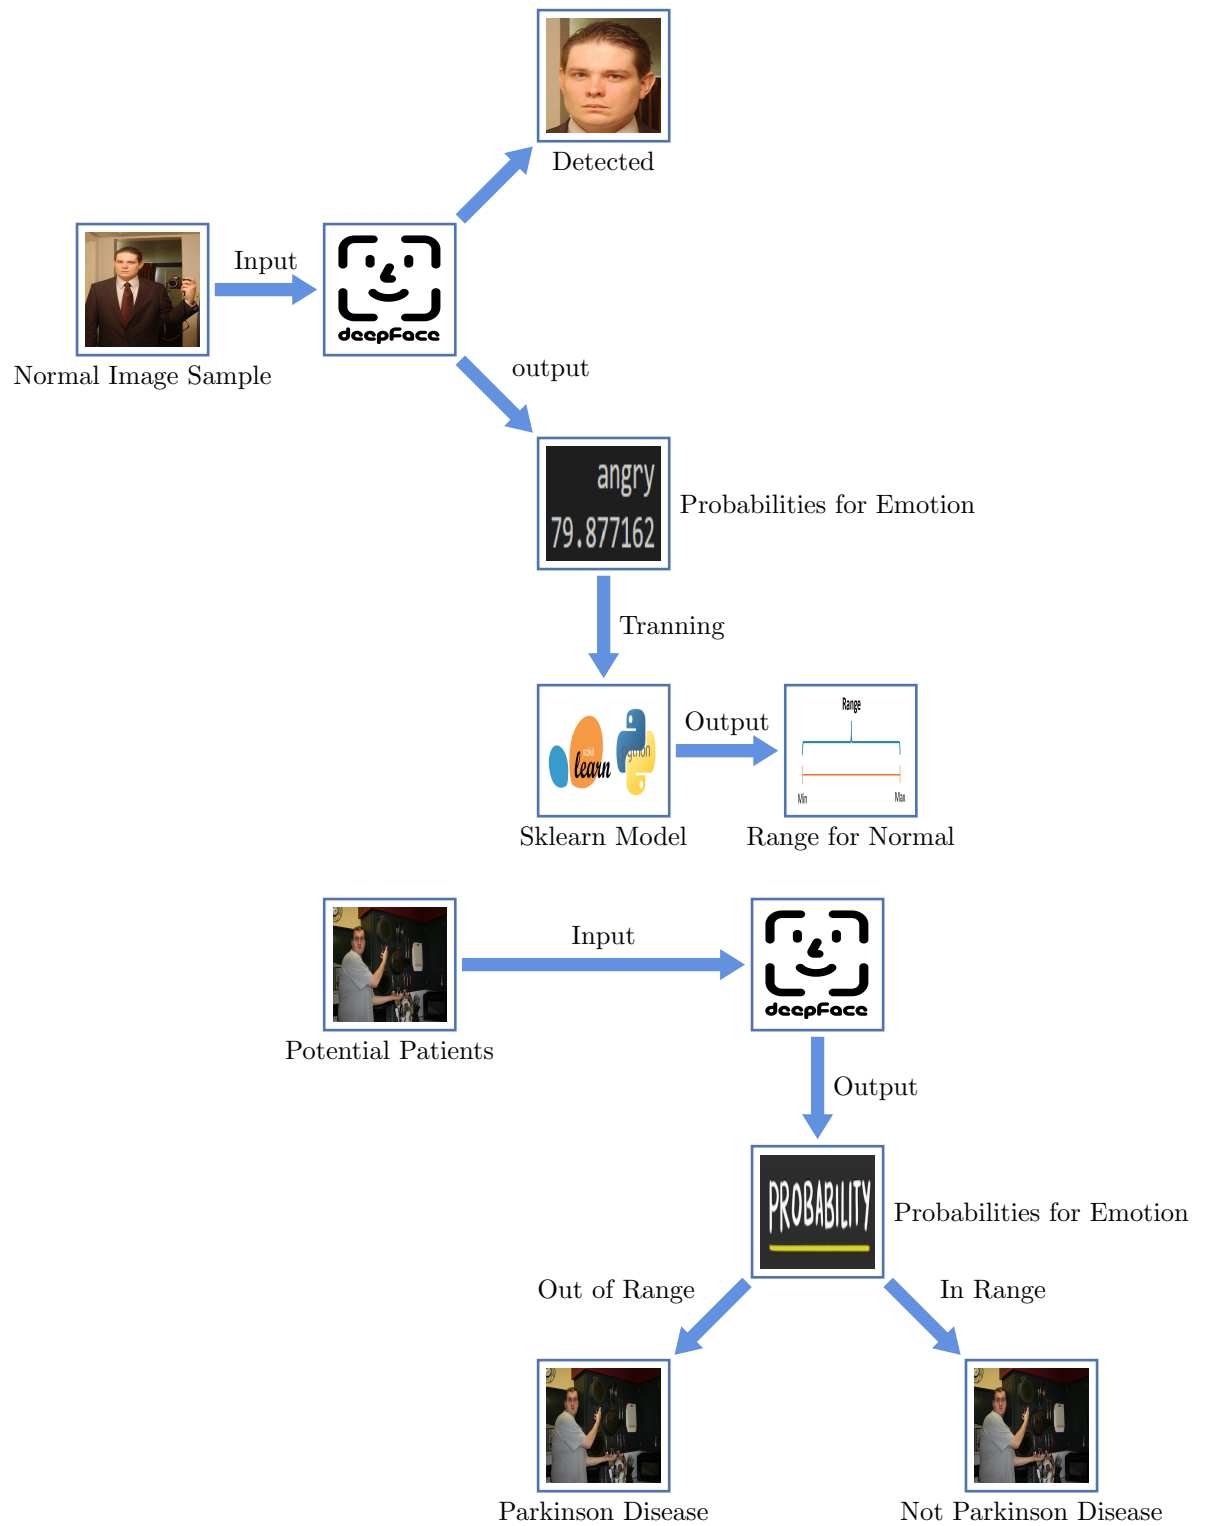 Detected
Input
deepFace
Normal Image Sample
output
angry
79.877162
Probabilities for Emotion
Tranning
Output
scikit
learn
python
Range
Min
Max
Sklearn Model
Range for Normal
Input
deepFace
Potential Patients
Output
PROBABILITY
Probabilities for Emotion
Out of Range
In Range
Parkinson Disease
Not Parkinson Disease